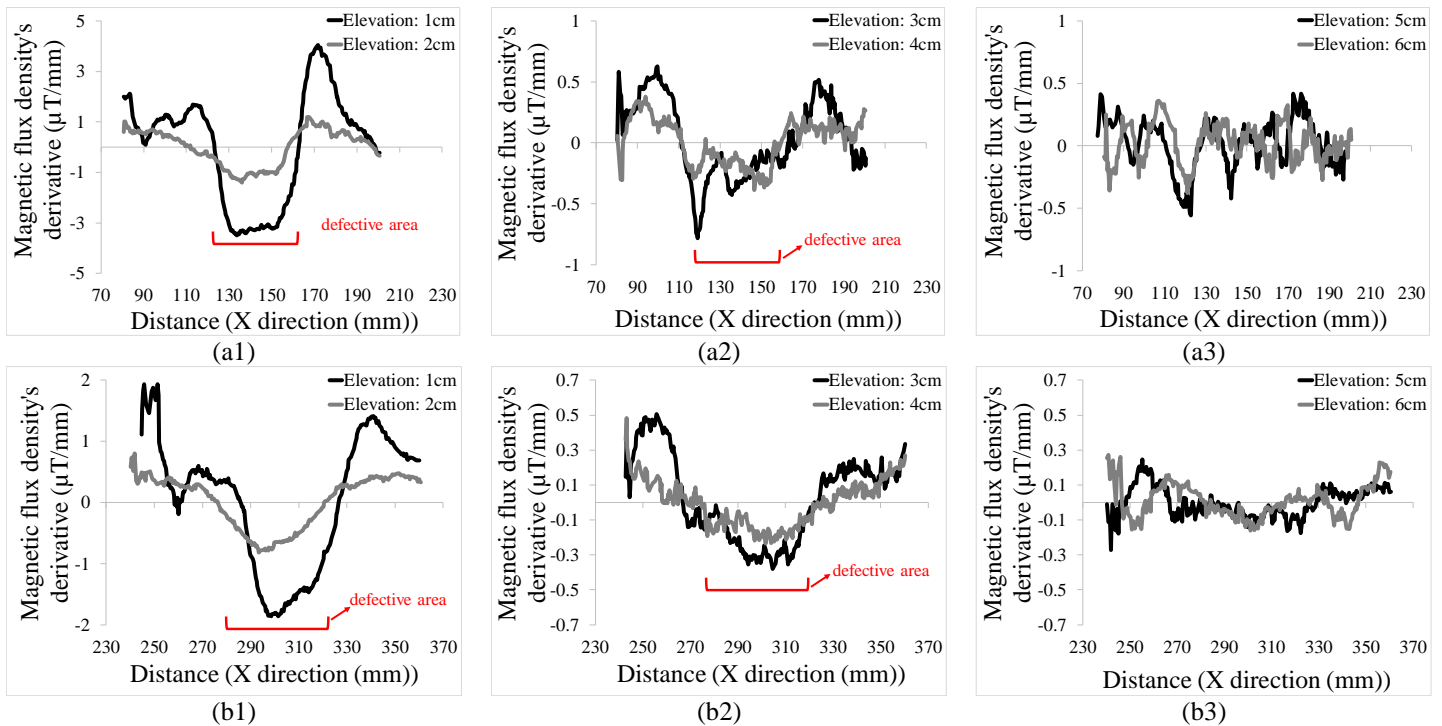 Magnetic flux density's
derivative (µT/mm)
5
3
1
-1
-3
-5
Elevation: 1cm
Elevation: 2cm
defective area
70 90 110 130 150 170 190 210 230
Distance (X direction (mm))
(a1)
Magnetic flux density's
derivative (µT/mm)
1
0.5
0
-0.5
-1
Elevation: 3cm
Elevation: 4cm
defective area
70 90 110 130 150 170 190 210 230
Distance (X direction (mm))
(a2)
Magnetic flux density's
derivative (µT/mm)
1
0.5
0
-0.5
-1
Elevation: 5cm
Elevation: 6cm
70 90 110 130 150 170 190 210 230
Distance (X direction (mm))
(a3)
Magnetic flux density's
derivative (µT/mm)
2
1
0
-1
-2
Elevation: 1cm
Elevation: 2cm
defective area
230 250 270 290 310 330 350 370
Distance (X direction (mm))
(b1)
Magnetic flux density's
derivative (µT/mm)
0.7
0.5
0.3
0.1
-0.1
-0.3
-0.5
-0.7
Elevation: 3cm
Elevation: 4cm
defective area
230 250 270 290 310 330 350 370
Distance (X direction (mm))
(b2)
Magnetic flux density's
derivative (µT/mm)
0.7
0.5
0.3
0.1
-0.1
-0.3
-0.5
-0.7
Elevation: 5cm
Elevation: 6cm
230 250 270 290 310 330 350 370
Distance (X direction (mm))
(b3)